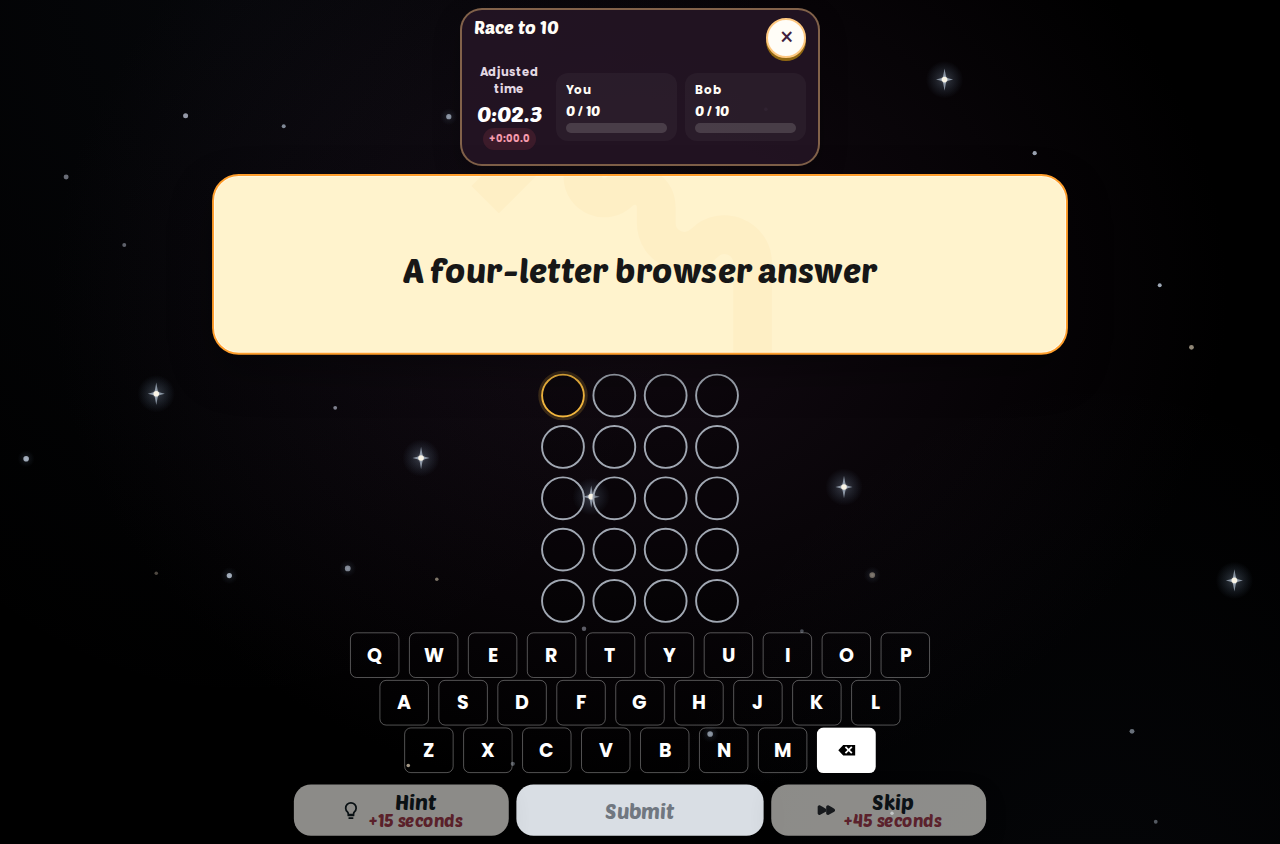 Race to 10
×
Adjusted time
0:02.3
+0:00.0
You
0 / 10
Bob
0 / 10
A four-letter browser answer
Q W E R T Y U I O P
A S D F G H J K L
Z X C V B N M
Hint
+15 seconds
Submit
Skip
+45 seconds